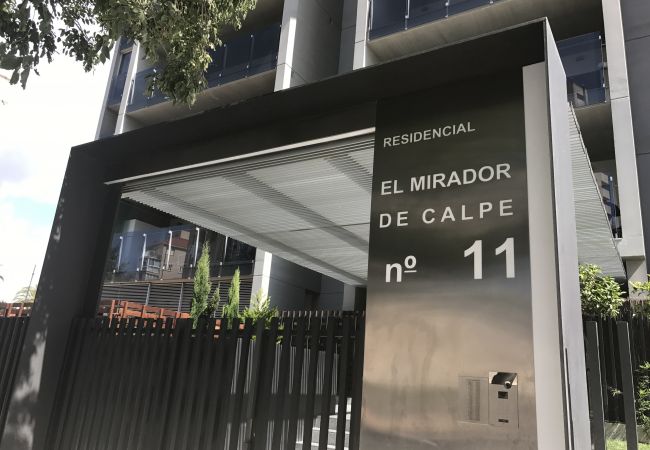 RESIDENCIAL
EL MIRADOR
DE CALPE
nº 11